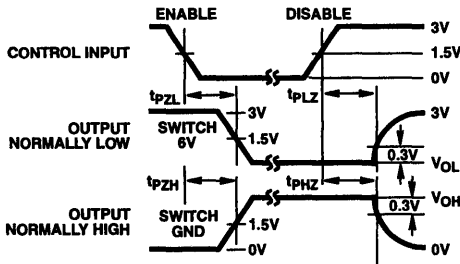 ENABLE DISABLE
3V
CONTROL INPUT 1.5V
0V
tPZL tPLZ
3V 3V
OUTPUT NORMALLY LOW SWITCH 6V 1.5V 0.3V
VOL
tPZH tPHZ VOH
OUTPUT NORMALLY HIGH SWITCH GND 1.5V 0.3V
0V 0V